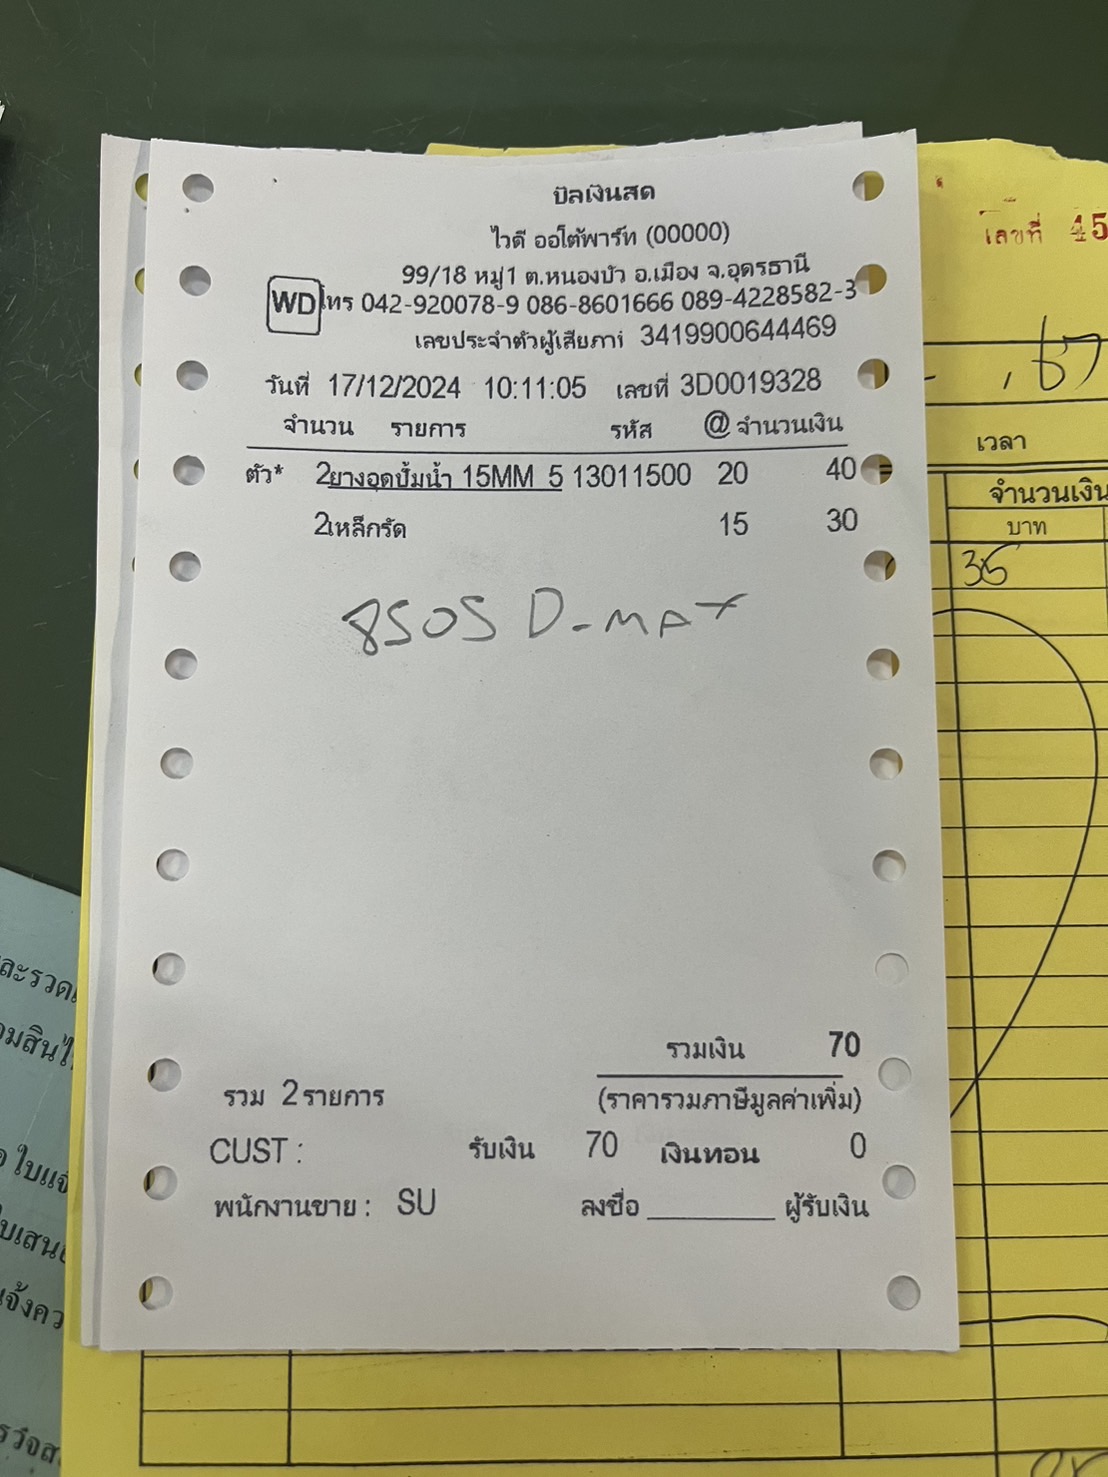 บิลเงินสด
ไวดี ออโต้พาร์ท (00000)
99/18 หมู่1 ต.หนองบัว อ.เมือง จ.อุดรธานี
WD โทร 042-920078-9 086-8601666 089-4228582-3
เลขประจำตัวผู้เสียภาษี 3419900644469
วันที่ 17/12/2024 10:11:05 เลขที่ 3D0019328
จำนวน รายการ รหัส @ จำนวนเงิน
ตัว* 2ยางอุดปั้มน้ำ 15MM 5 13011500 20 40
2เหล็กรัด 15 30
8505 D-MAX
รวมเงิน 70
รวม 2 รายการ (ราคารวมภาษีมูลค่าเพิ่ม)
CUST : รับเงิน 70 เงินทอน 0
พนักงานขาย : SU ลงชื่อ ________ ผู้รับเงิน
เลขที่ 45
67
เวลา
จำนวนเงิน
บาท
35